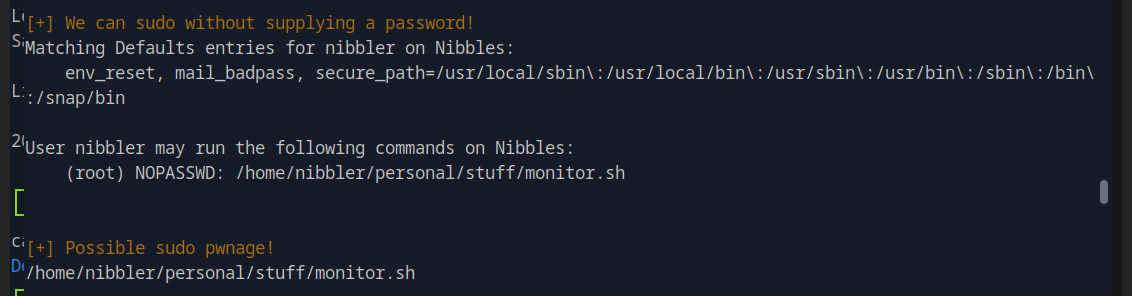 [+] We can sudo without supplying a password!
Matching Defaults entries for nibbler on Nibbles:
    env_reset, mail_badpass, secure_path=/usr/local/sbin\:/usr/local/bin\:/usr/sbin\:/usr/bin\:/sbin\:/bin\
:/snap/bin

User nibbler may run the following commands on Nibbles:
    (root) NOPASSWD: /home/nibbler/personal/stuff/monitor.sh

[+] Possible sudo pwnage!
/home/nibbler/personal/stuff/monitor.sh